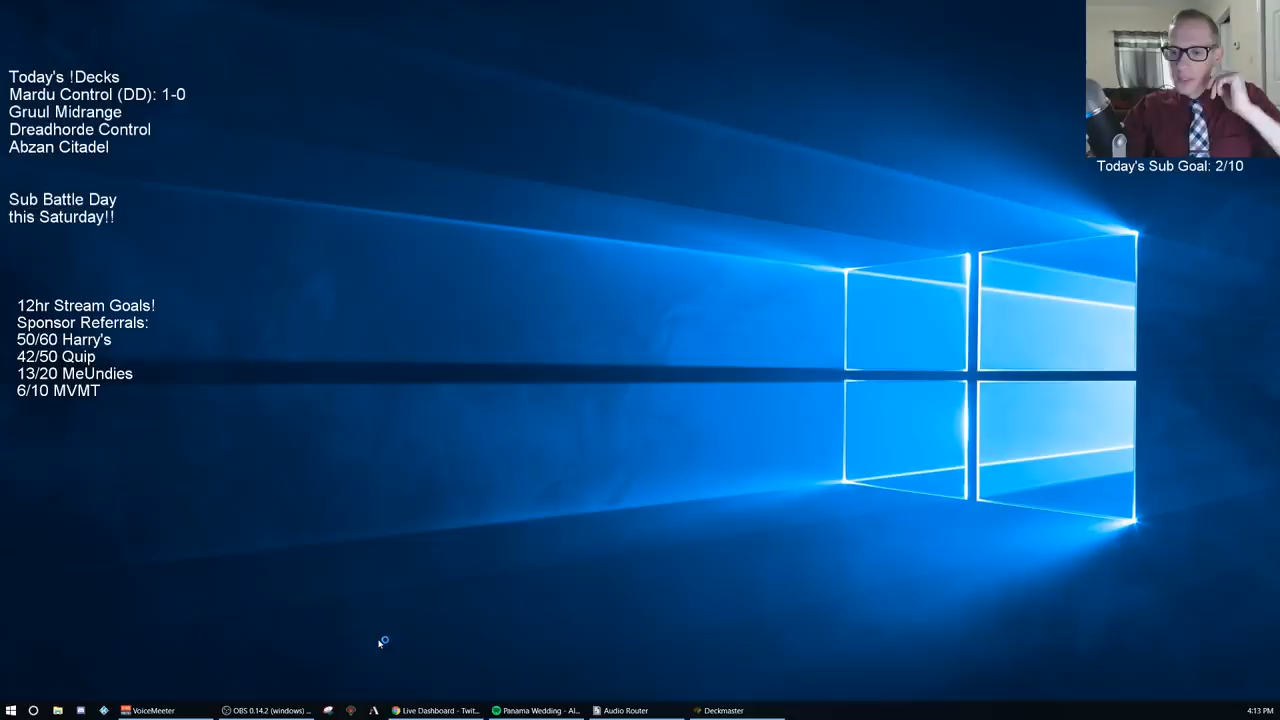 Today's !Decks
Mardu Control (DD): 1-0
Gruul Midrange
Dreadhorde Control
Abzan Citadel
Sub Battle Day
this Saturday!!
12hr Stream Goals!
Sponsor Referrals:
50/60 Harry's
42/50 Quip
13/20 MeUndies
6/10 MVMT
Today's Sub Goal: 2/10
VoiceMeeter
OBS 0.14.2 (windows) ...
Live Dashboard - Twit...
Panama Wedding - Al...
Audio Router
Deckmaster
4:13 PM